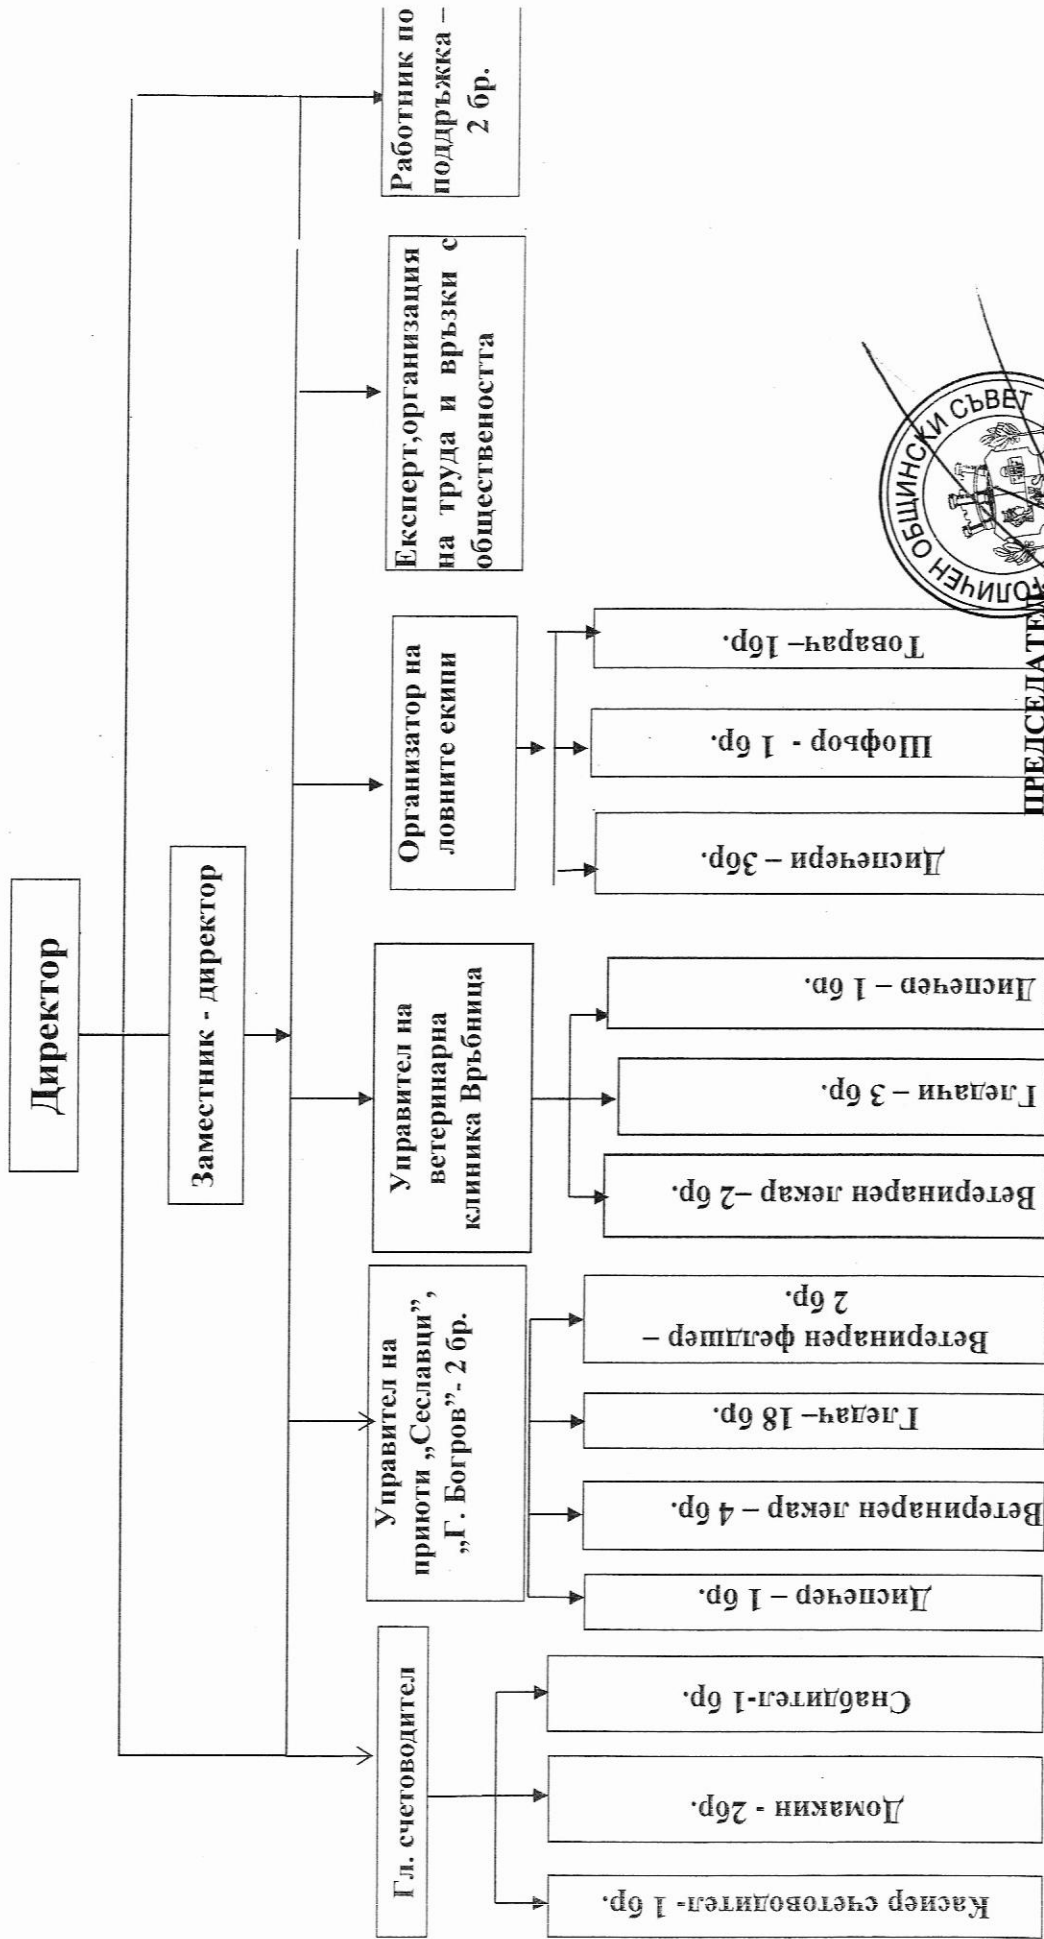 Директор
Заместник - директор
Гл. счетоводител
Управител на
приюти „Сеславци”,
„Г. Богров”- 2 бр.
Управител на
ветеринарна
клиника Връбница
Организатор на
ловните екипи
Експерт,организация
на труда и връзки с
обществеността
Работник по
поддръжка –
2 бр.
Касиер счетоводител- 1 бр.
Домакин - 2бр.
Снабдител-1 бр.
Диспечер – 1 бр.
Ветеринарен лекар – 4 бр.
Гледач– 18 бр.
Ветеринарен фелдшер –
2 бр.
Ветеринарен лекар –2 бр.
Гледачи – 3 бр.
Диспечер – 1 бр.
Диспечери – 3бр.
Шофьор - 1 бр.
Товарач– 1бр.
ПРЕДСЕДАТЕЛ
ОЛИЧЕН ОБЩИНСКИ СЪВЕТ